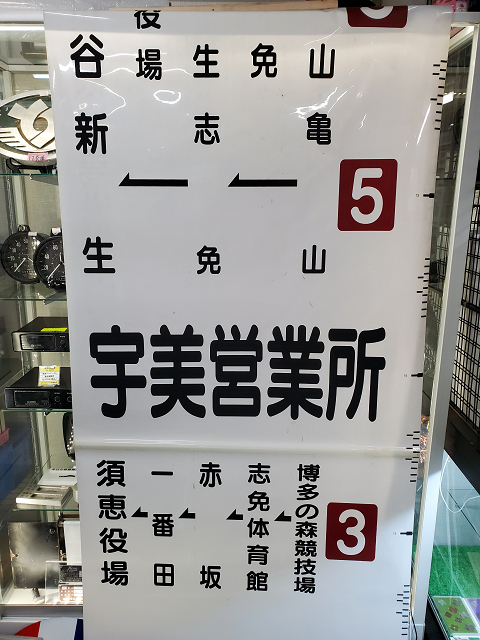 山
免
生
役場
谷
5
亀山
←
志免
←
新生
宇美営業所
3
博多の森競技場
←
志免体育館
←
赤坂
←
一番田
←
須恵役場